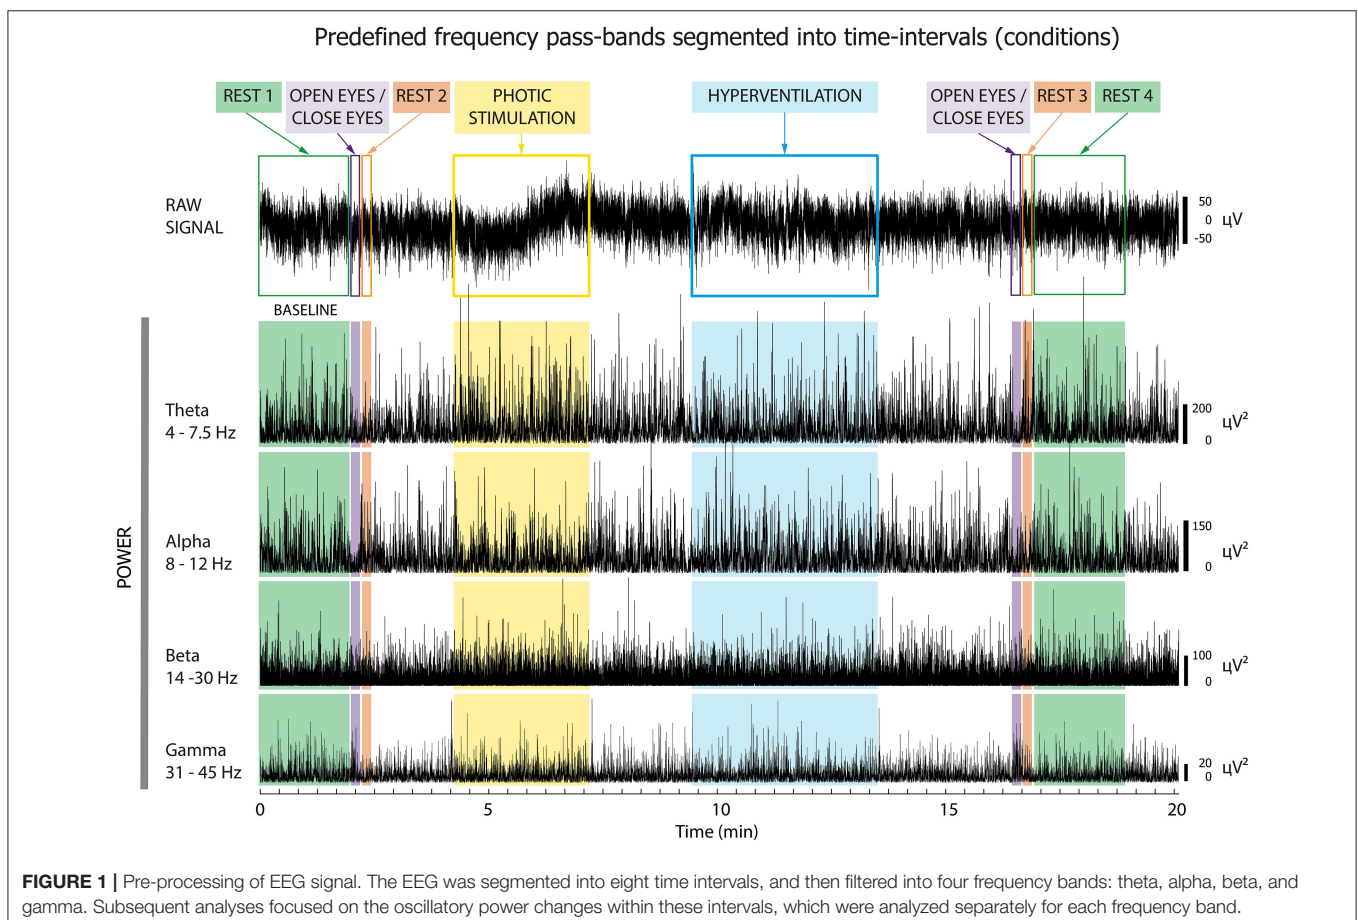 Predefined frequency pass-bands segmented into time-intervals (conditions)
REST 1
OPEN EYES /
CLOSE EYES
REST 2
PHOTIC
STIMULATION
HYPERVENTILATION
OPEN EYES /
CLOSE EYES
REST 3
REST 4
RAW
SIGNAL
50
0
-50
цV
BASELINE
POWER
Theta
4 - 7.5 Hz
200
0
цV²
Alpha
8 - 12 Hz
150
0
цV²
Beta
14 -30 Hz
100
0
цV²
Gamma
31 - 45 Hz
20
0
цV²
0 5 10 15 20
Time (min)
FIGURE 1 | Pre-processing of EEG signal. The EEG was segmented into eight time intervals, and then filtered into four frequency bands: theta, alpha, beta, and
gamma. Subsequent analyses focused on the oscillatory power changes within these intervals, which were analyzed separately for each frequency band.